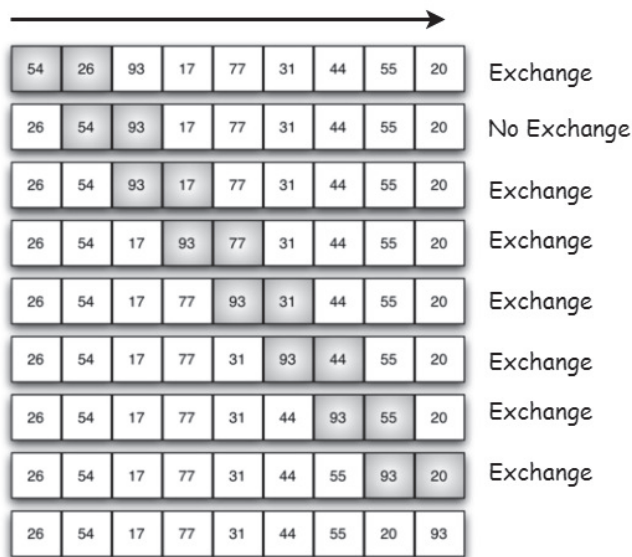 54 26 93 17 77 31 44 55 20 Exchange
26 54 93 17 77 31 44 55 20 No Exchange
26 54 93 17 77 31 44 55 20 Exchange
26 54 17 93 77 31 44 55 20 Exchange
26 54 17 77 93 31 44 55 20 Exchange
26 54 17 77 31 93 44 55 20 Exchange
26 54 17 77 31 44 93 55 20 Exchange
26 54 17 77 31 44 55 93 20 Exchange
26 54 17 77 31 44 55 20 93